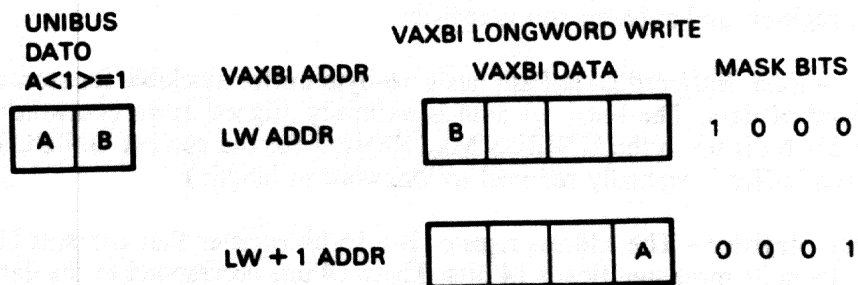 UNIBUS
DATO
A<1>=1
VAXBI LONGWORD WRITE
VAXBI ADDR VAXBI DATA MASK BITS
A B LW ADDR B 1 0 0 0
LW + 1 ADDR A 0 0 0 1